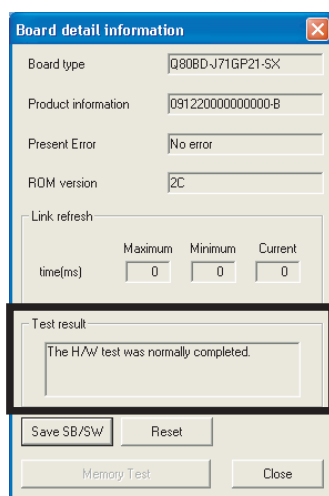 Board detail information
Board type Q80BD-J71GP21-SX
Product information 091220000000000-B
Present Error No error
ROM version 2C
Link refresh
Maximum Minimum Current
time(ms) 0 0 0
Test result
The H/W test was normally completed.
Save SB/SW Reset
Memory Test Close